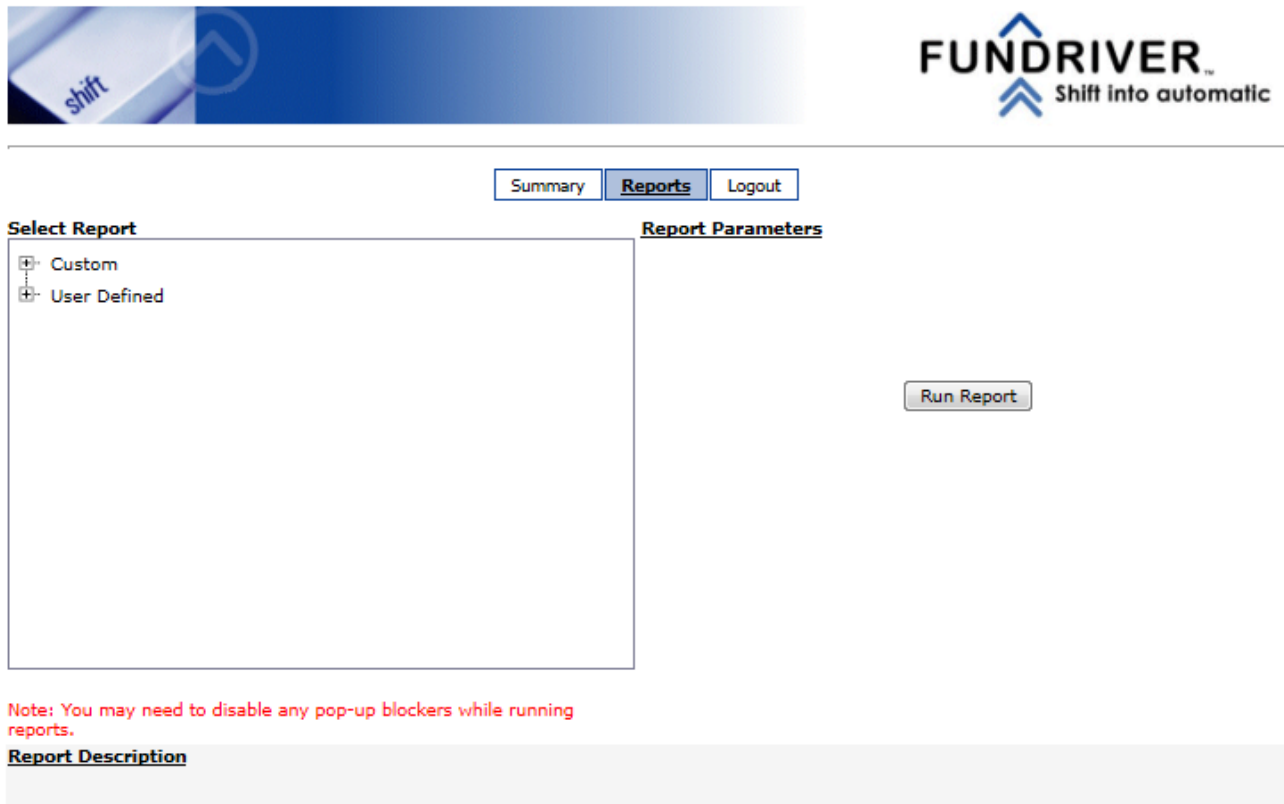 shift
FUNDRIVER™
Shift into automatic
Summary Reports Logout
Select Report
Custom
User Defined
Report Parameters
Run Report
Note: You may need to disable any pop-up blockers while running
reports.
Report Description